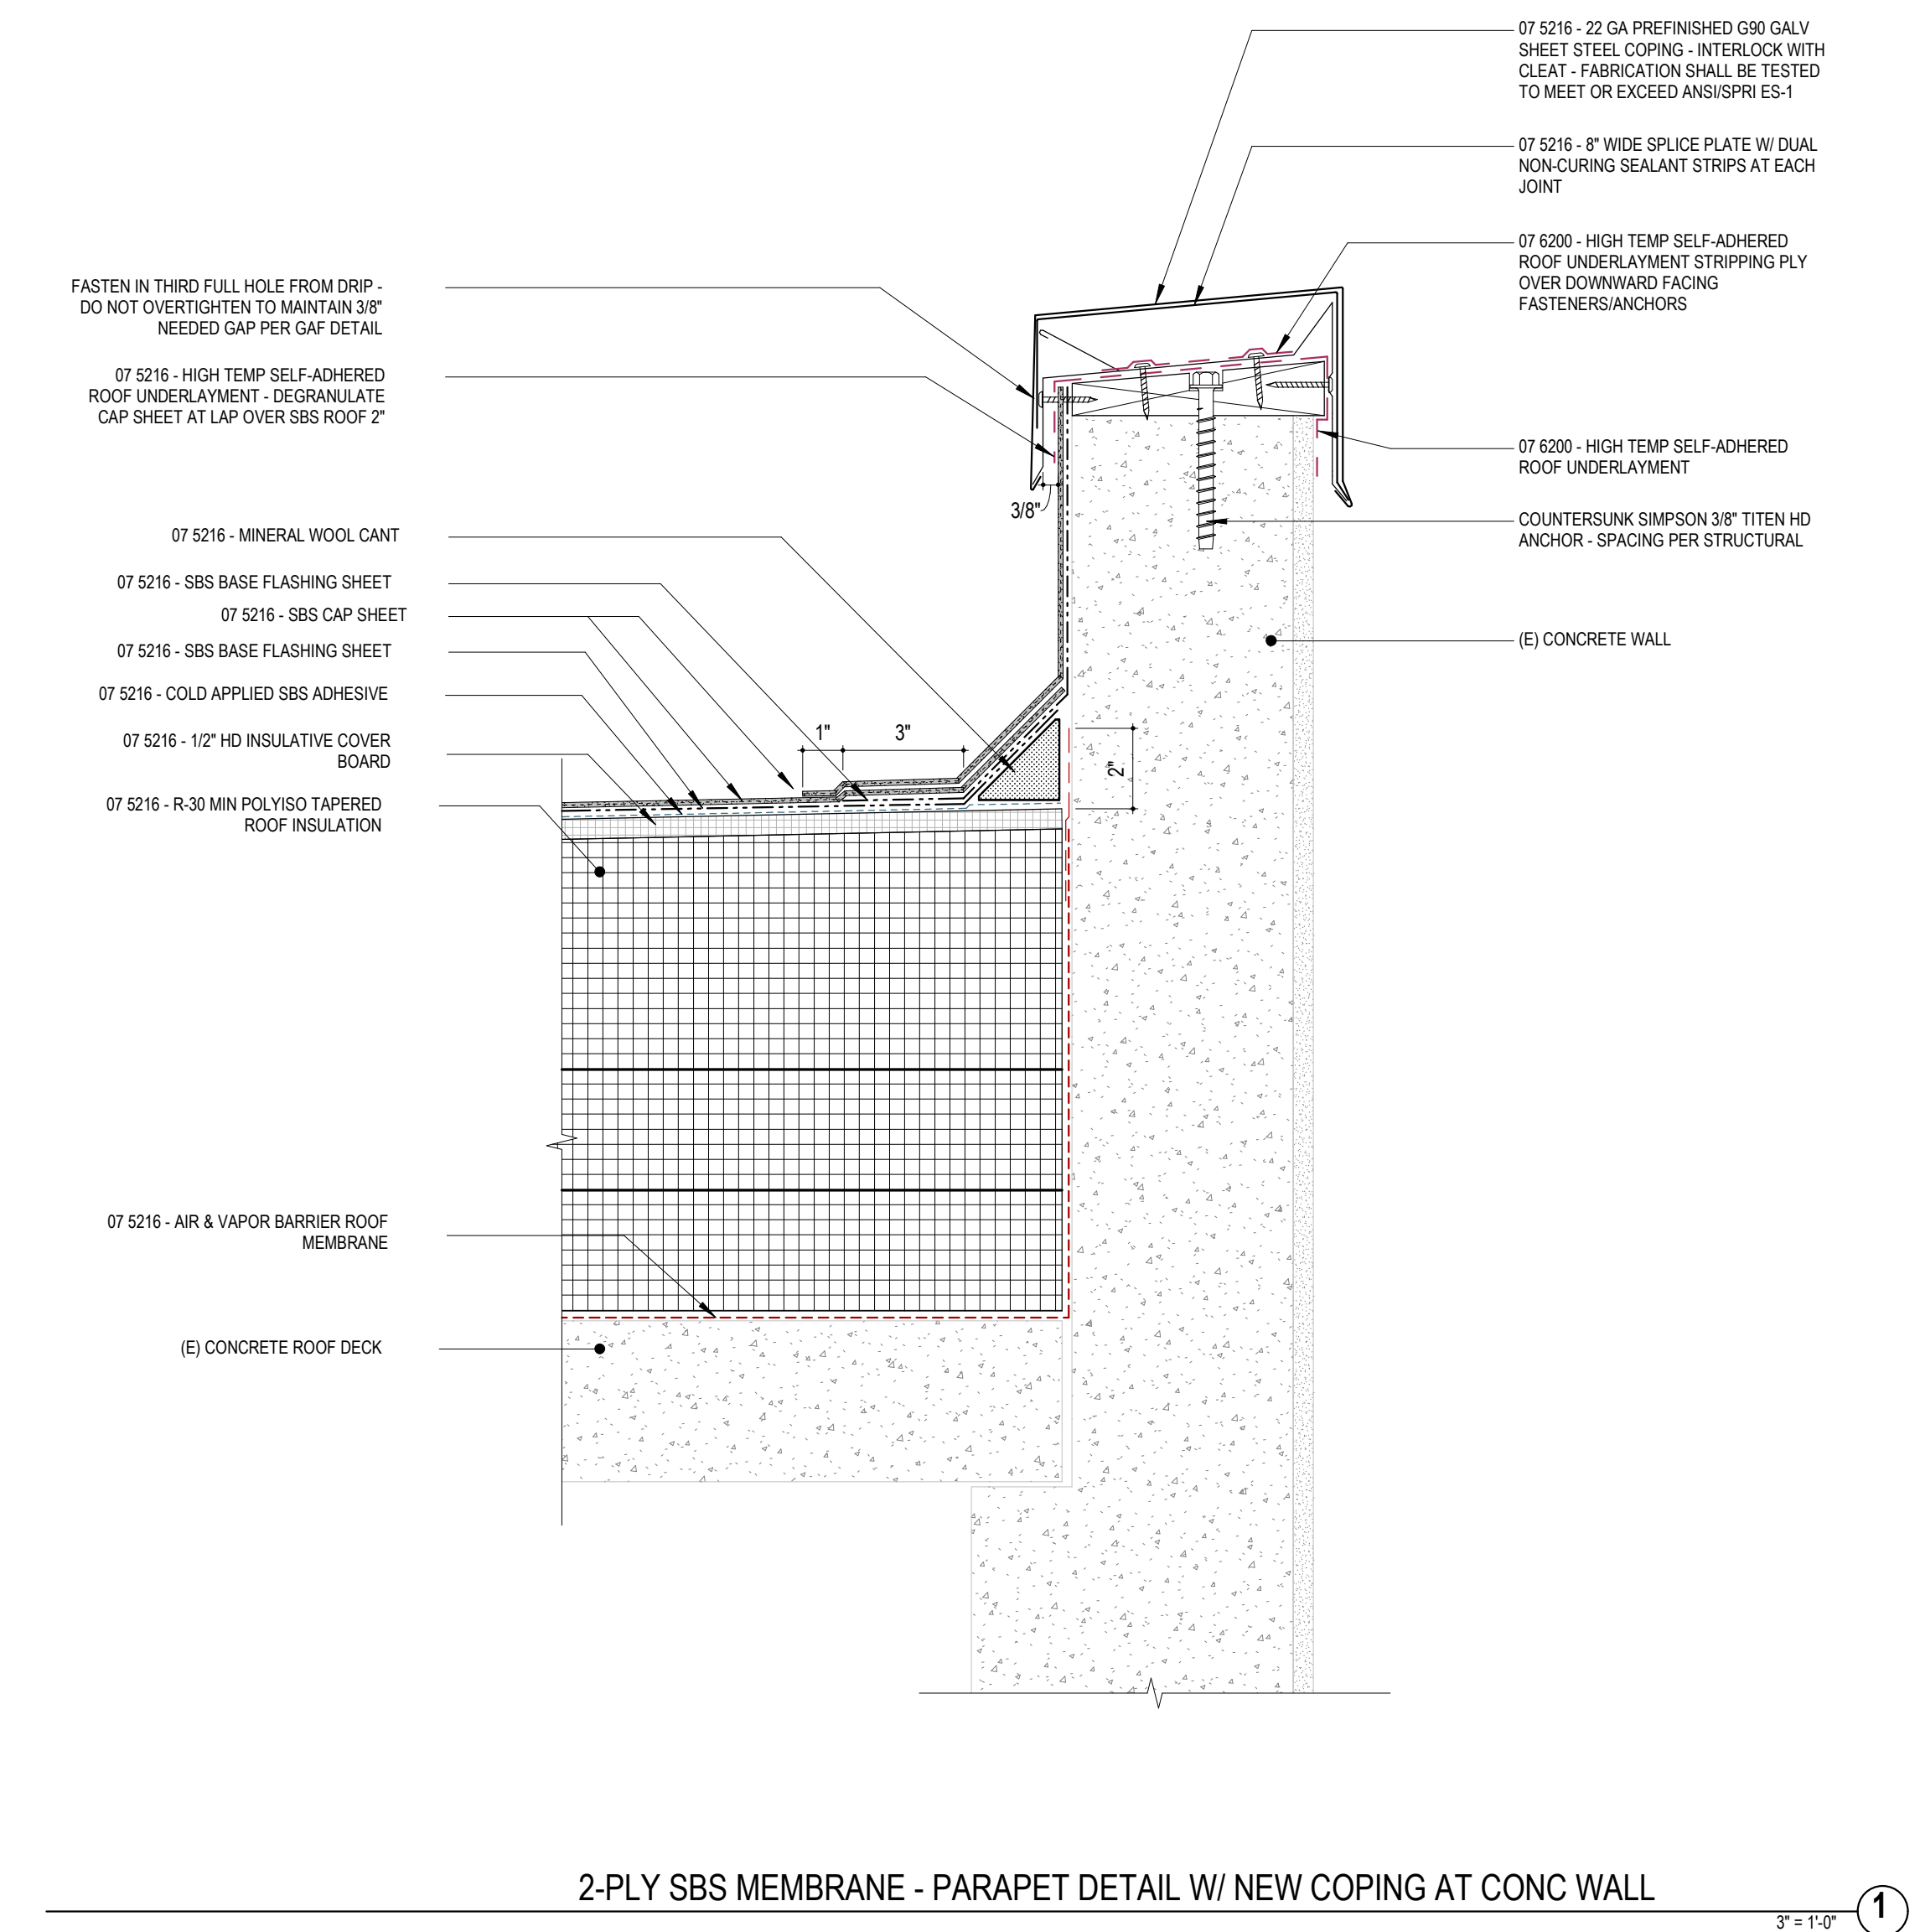 07 5216 - 22 GA PREFINISHED G90 GALV
SHEET STEEL COPING - INTERLOCK WITH
CLEAT - FABRICATION SHALL BE TESTED
TO MEET OR EXCEED ANSI/SPRI ES-1
07 5216 - 8" WIDE SPLICE PLATE W/ DUAL
NON-CURING SEALANT STRIPS AT EACH
JOINT
07 6200 - HIGH TEMP SELF-ADHERED
ROOF UNDERLAYMENT STRIPPING PLY
OVER DOWNWARD FACING
FASTENERS/ANCHORS
FASTEN IN THIRD FULL HOLE FROM DRIP -
DO NOT OVERTIGHTEN TO MAINTAIN 3/8"
NEEDED GAP PER GAF DETAIL
07 5216 - HIGH TEMP SELF-ADHERED
ROOF UNDERLAYMENT - DEGRANULATE
CAP SHEET AT LAP OVER SBS ROOF 2"
07 6200 - HIGH TEMP SELF-ADHERED
ROOF UNDERLAYMENT
3/8"
COUNTERSUNK SIMPSON 3/8" TITEN HD
ANCHOR - SPACING PER STRUCTURAL
07 5216 - MINERAL WOOL CANT
07 5216 - SBS BASE FLASHING SHEET
07 5216 - SBS CAP SHEET
07 5216 - SBS BASE FLASHING SHEET
(E) CONCRETE WALL
07 5216 - COLD APPLIED SBS ADHESIVE
07 5216 - 1/2" HD INSULATIVE COVER
BOARD
1"
3"
2"
07 5216 - R-30 MIN POLYISO TAPERED
ROOF INSULATION
07 5216 - AIR & VAPOR BARRIER ROOF
MEMBRANE
(E) CONCRETE ROOF DECK
2-PLY SBS MEMBRANE - PARAPET DETAIL W/ NEW COPING AT CONC WALL
3" = 1'-0"
1